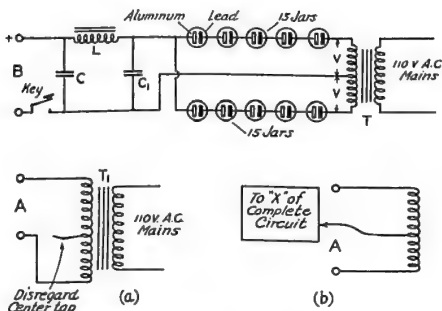 Aluminum
Lead
15 Jars
+
L
B
Key
C
C1
V
V
T
110 v A.C.
Mains
15 Jars
A
T1
110 v. A.C.
Mains
Disregard
Center tap
(a)
To "X" of
Complete
Circuit
A
(b)